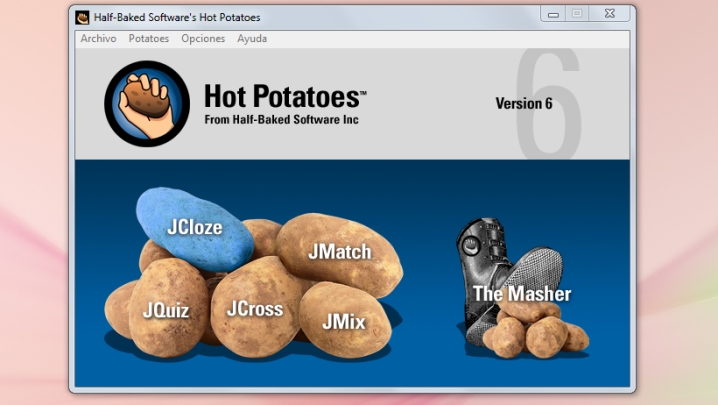 Half-Baked Software's Hot Potatoes
Archivo Potatoes Opciones Ayuda
Hot Potatoes™
From Half-Baked Software Inc
6
Version 6
JCloze
JMatch
JQuiz
JCross
JMix
The Masher